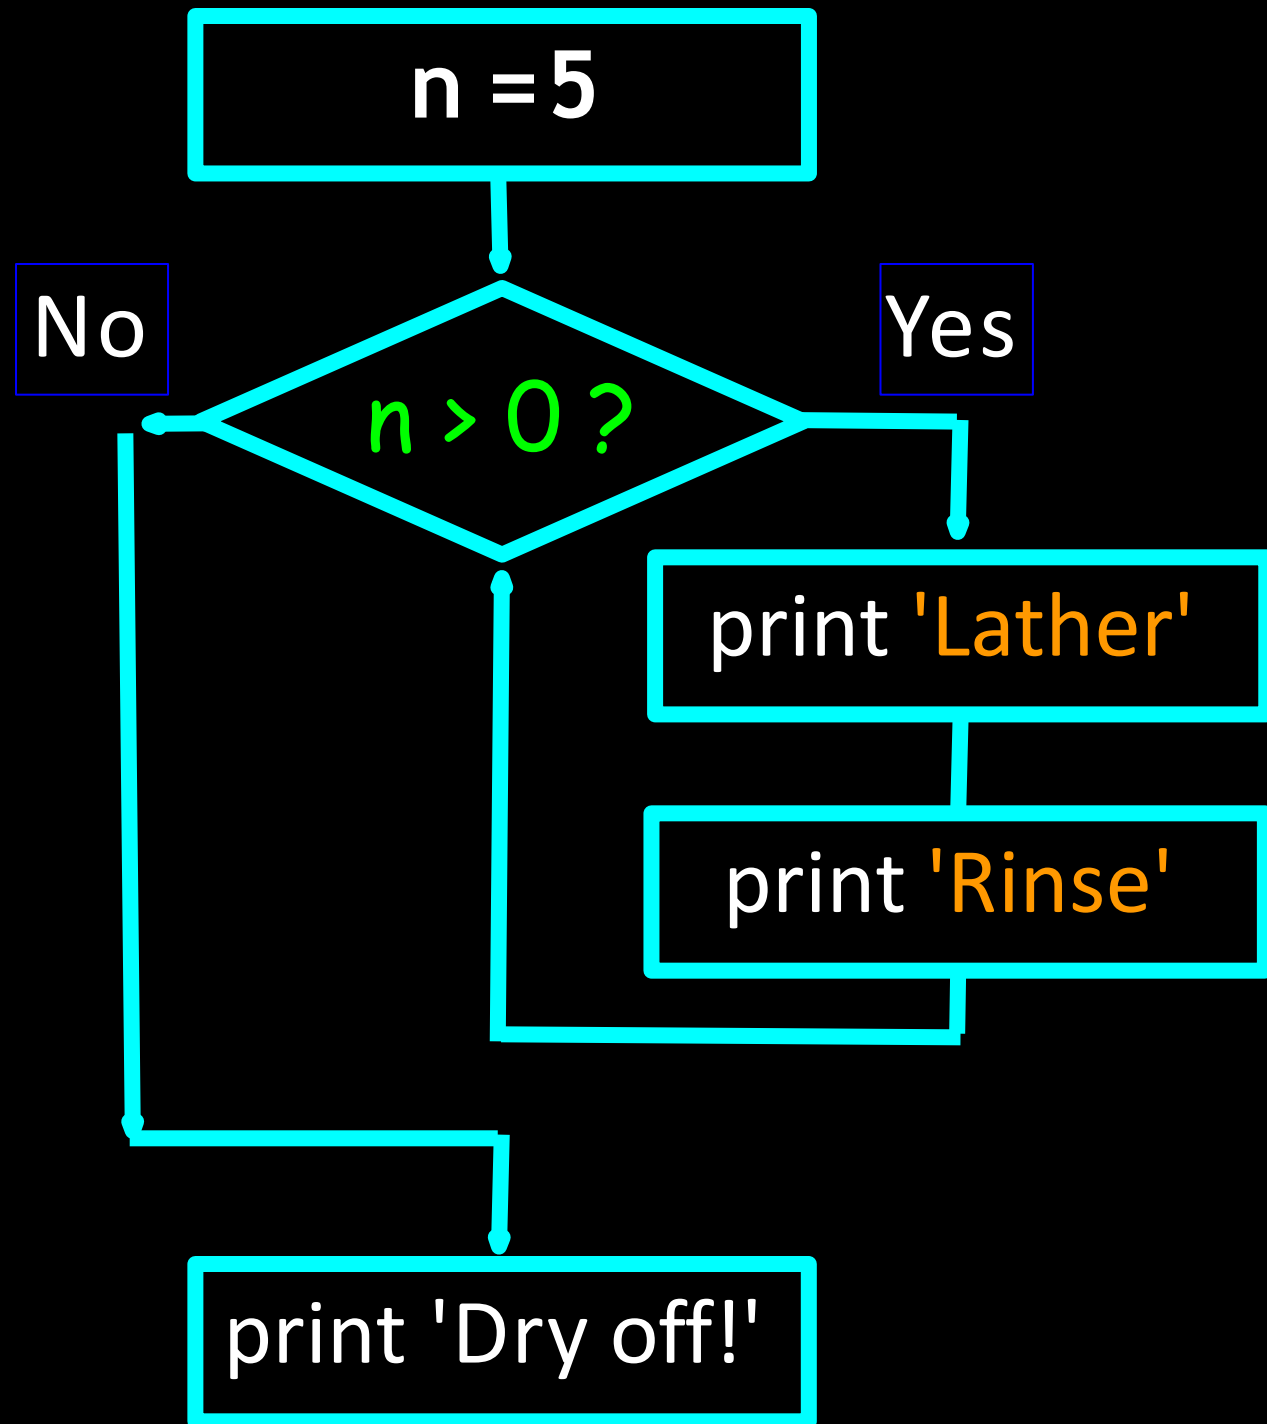 n = 5
No
Yes
n > 0 ?
print 'Lather'
print 'Rinse'
print 'Dry off!'